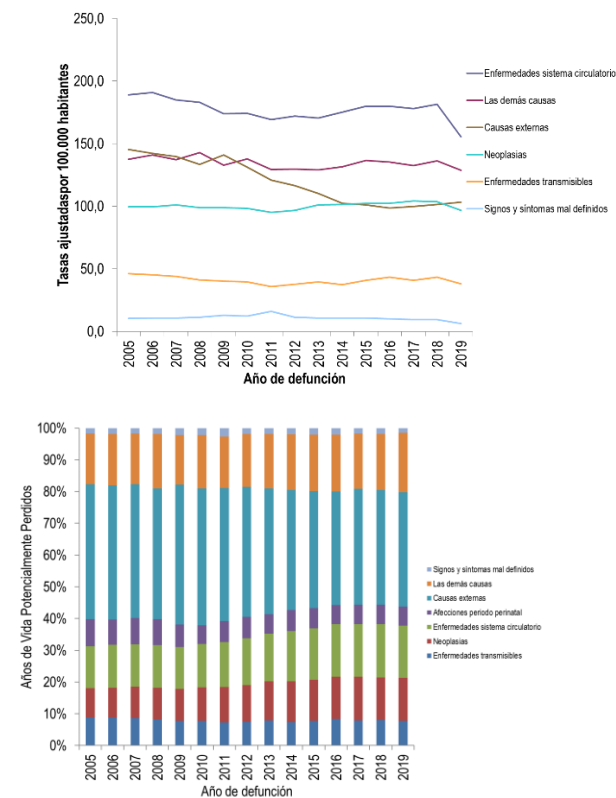 250,0
200,0
150,0
100,0
50,0
0,0
Tasas ajustadaspor 100.000 habitantes
2005 2006 2007 2008 2009 2010 2011 2012 2013 2014 2015 2016 2017 2018 2019
Año de defunción
Enfermedades sistema circulatorio
Las demás causas
Causas externas
Neoplasias
Enfermedades transmisibles
Signos y síntomas mal definidos
100%
90%
80%
70%
60%
50%
40%
30%
20%
10%
0%
Años de Vida Potencialmente Perdidos
2005 2006 2007 2008 2009 2010 2011 2012 2013 2014 2015 2016 2017 2018 2019
Año de defunción
Signos y síntomas mal definidos
Las demás causas
Causas externas
Afecciones periodo perinatal
Enfermedades sistema circulatorio
Neoplasias
Enfermedades transmisibles